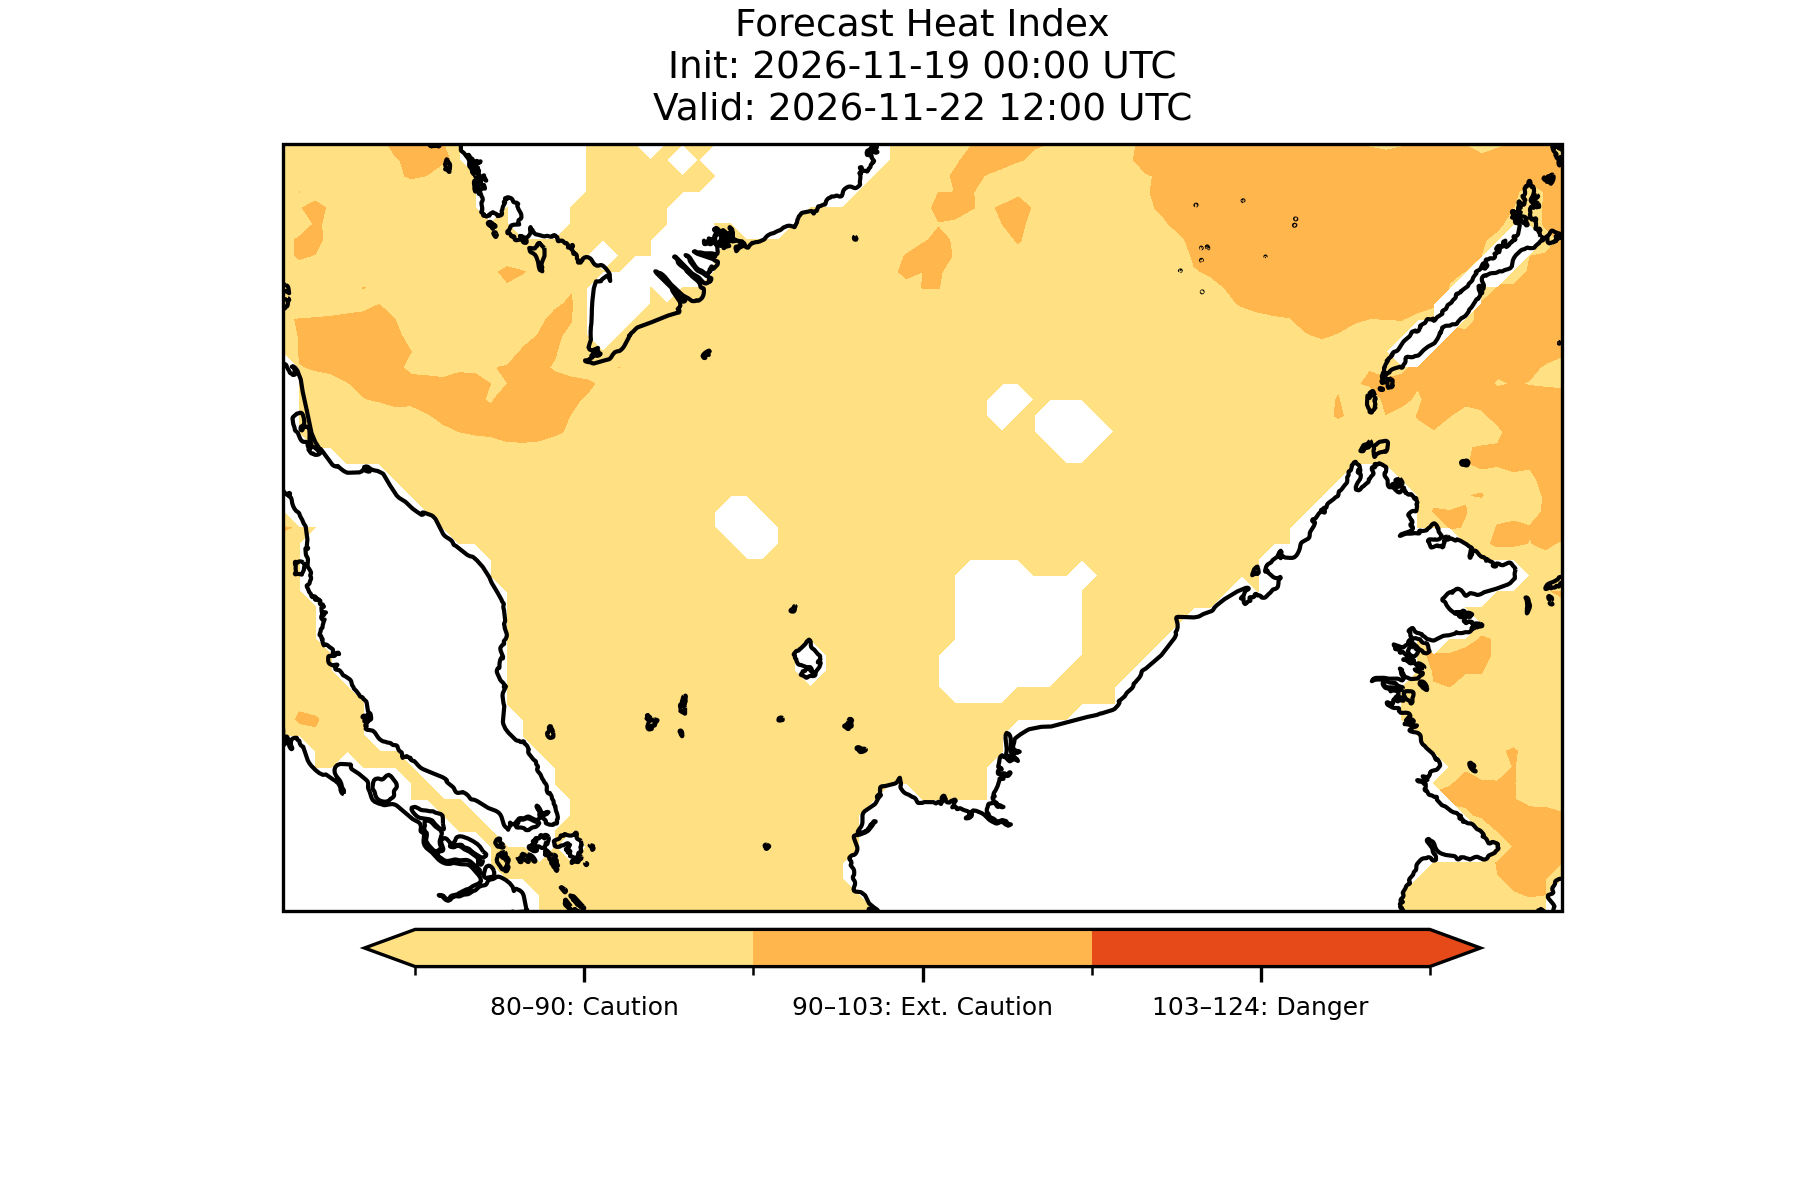 Forecast Heat Index
Init: 2026-11-19 00:00 UTC
Valid: 2026-11-22 12:00 UTC
80–90: Caution
90–103: Ext. Caution
103–124: Danger